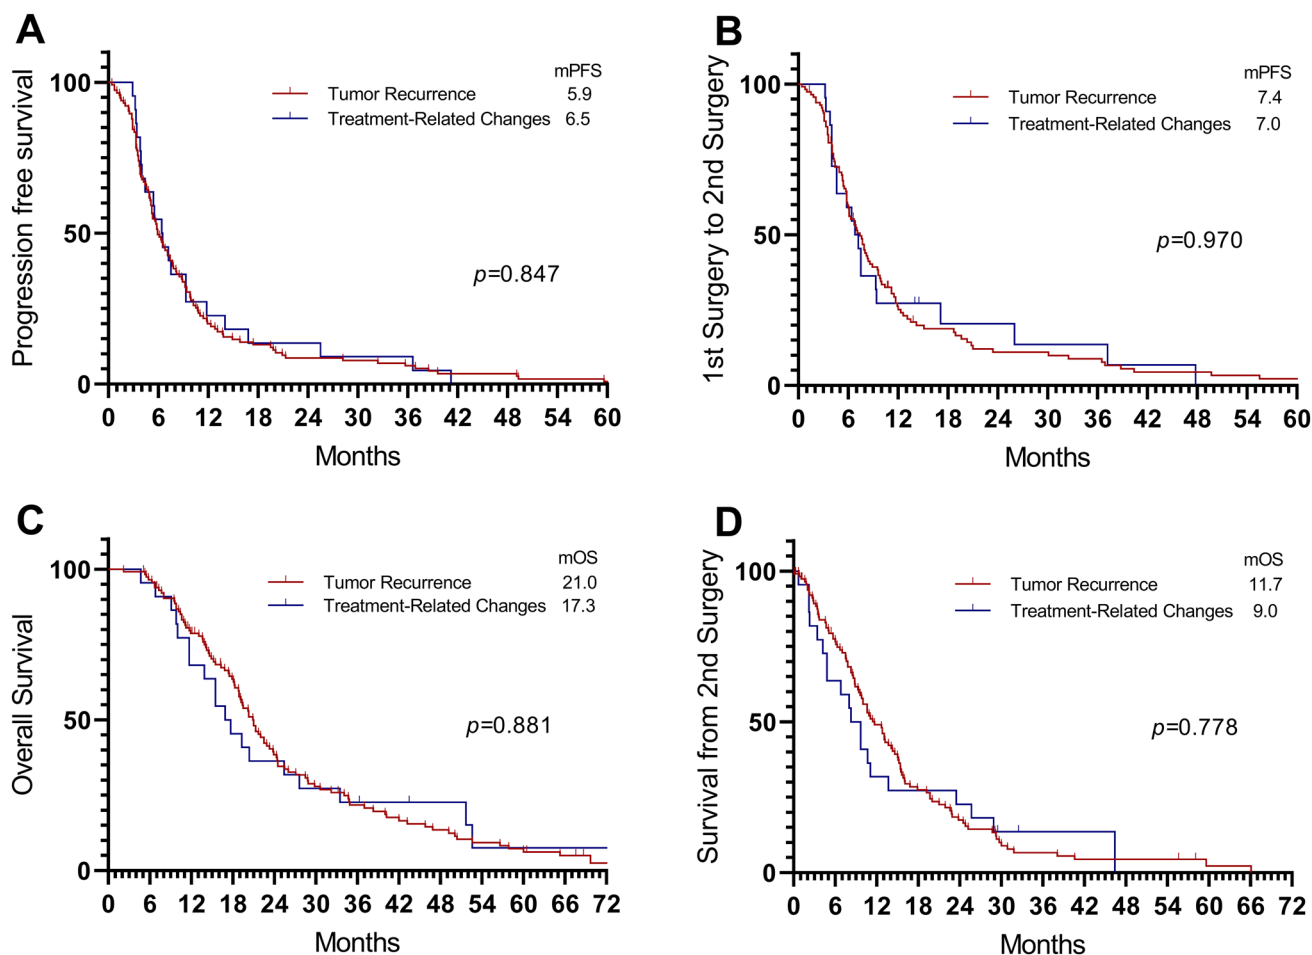 A
Progression free survival
mPFS
Tumor Recurrence 5.9
Treatment-Related Changes 6.5
p=0.847
100
50
0
0 6 12 18 24 30 36 42 48 54 60
Months
B
1st Surgery to 2nd Surgery
mPFS
Tumor Recurrence 7.4
Treatment-Related Changes 7.0
p=0.970
100
50
0
0 6 12 18 24 30 36 42 48 54 60
Months
C
Overall Survival
mOS
Tumor Recurrence 21.0
Treatment-Related Changes 17.3
p=0.881
100
50
0
0 6 12 18 24 30 36 42 48 54 60 66 72
Months
D
Survival from 2nd Surgery
mOS
Tumor Recurrence 11.7
Treatment-Related Changes 9.0
p=0.778
100
50
0
0 6 12 18 24 30 36 42 48 54 60 66 72
Months